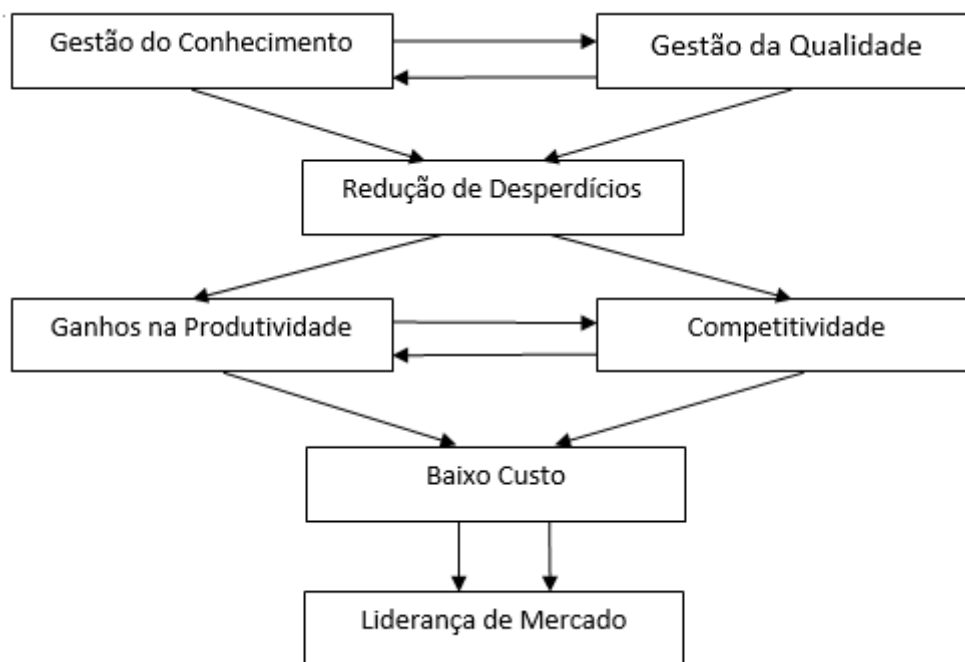 Gestão do Conhecimento
Gestão da Qualidade
Redução de Desperdícios
Ganhos na Produtividade
Competitividade
Baixo Custo
Liderança de Mercado